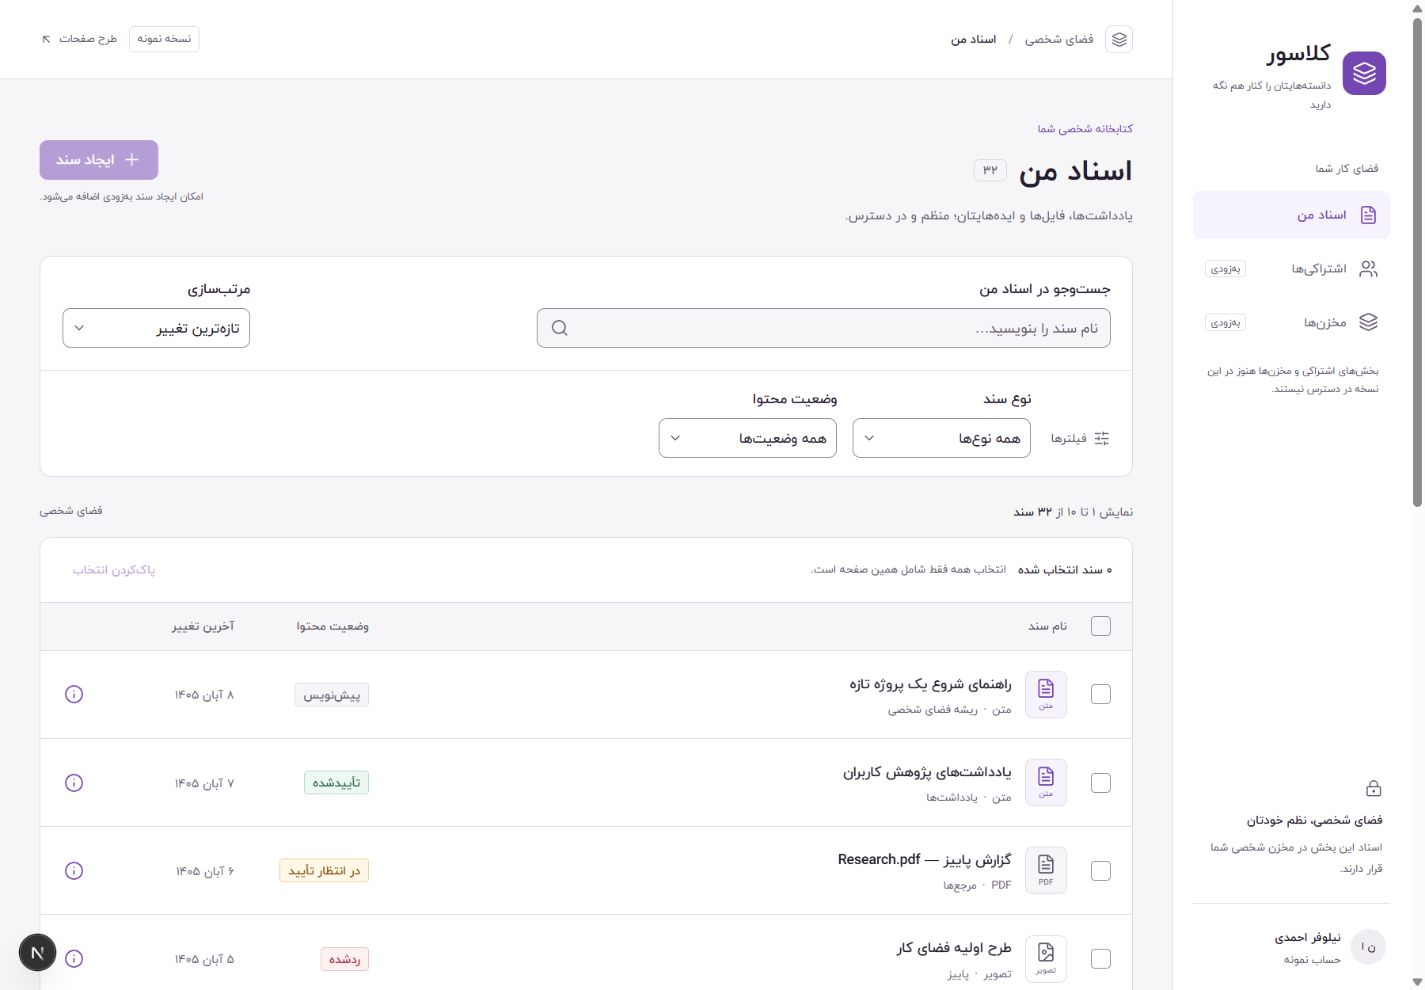 کلاسور
دانسته‌هایتان را کنار هم نگه
دارید
فضای کار شما
اسناد من
اشتراکی‌ها
به‌زودی
مخزن‌ها
به‌زودی
بخش‌های اشتراکی و مخزن‌ها هنوز در این
نسخه در دسترس نیستند.
فضای شخصی، نظم خودتان
اسناد این بخش در مخزن شخصی شما
قرار دارند.
ن ا
نیلوفر احمدی
حساب نمونه
فضای شخصی / اسناد من
نسخه نمونه
طرح صفحات
کتابخانه شخصی شما
اسناد من ۳۲
یادداشت‌ها، فایل‌ها و ایده‌هایتان؛ منظم و در دسترس.
ایجاد سند
امکان ایجاد سند به‌زودی اضافه می‌شود.
جست‌وجو در اسناد من
نام سند را بنویسید...
مرتب‌سازی
تازه‌ترین تغییر
فیلترها
نوع سند
همه نوع‌ها
وضعیت محتوا
همه وضعیت‌ها
نمایش ۱ تا ۱۰ از ۳۲ سند
فضای شخصی
۰ سند انتخاب شده
انتخاب همه فقط شامل همین صفحه است.
پاک‌کردن انتخاب
نام سند
وضعیت محتوا
آخرین تغییر
متن
راهنمای شروع یک پروژه تازه
متن · ریشه فضای شخصی
پیش‌نویس
۸ آبان ۱۴۰۵
متن
یادداشت‌های پژوهش کاربران
متن · یادداشت‌ها
تأییدشده
۷ آبان ۱۴۰۵
PDF
گزارش پاییز — Research.pdf
PDF · مرجع‌ها
در انتظار تأیید
۶ آبان ۱۴۰۵
تصویر
طرح اولیه فضای کار
تصویر · پاییز
ردشده
۵ آبان ۱۴۰۵
N